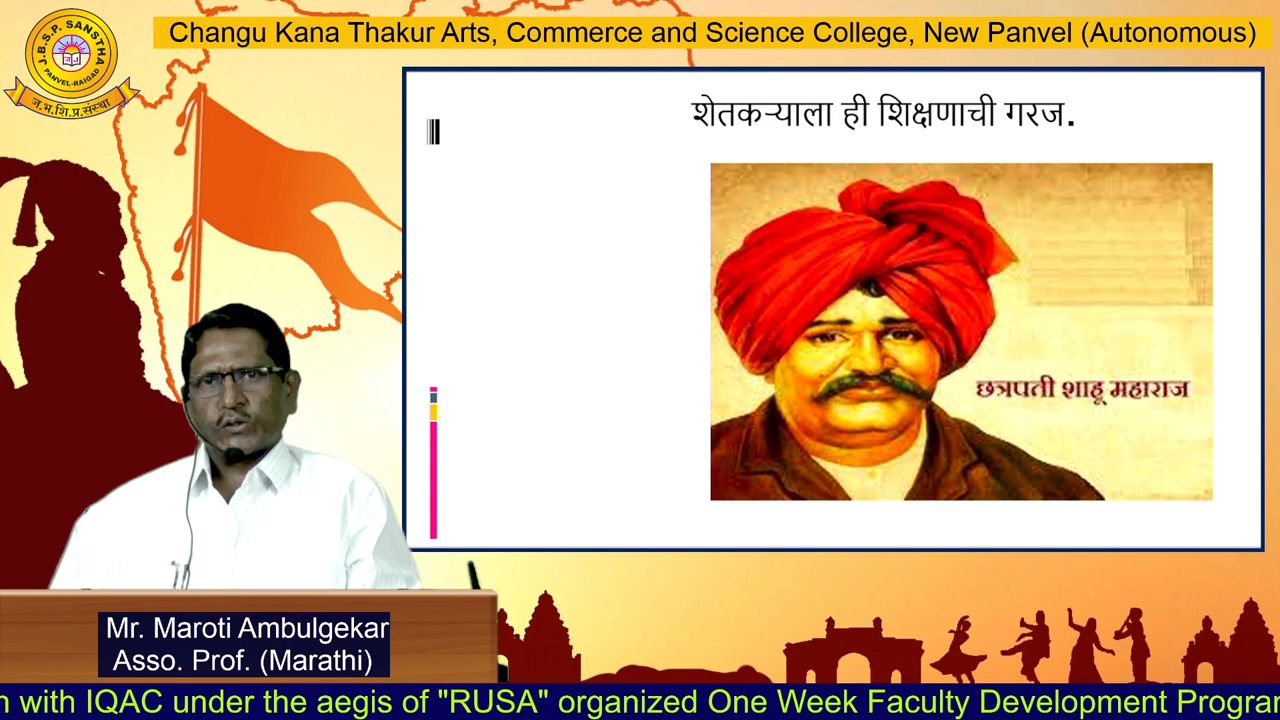 Changu Kana Thakur Arts, Commerce and Science College, New Panvel (Autonomous)
J.B.S.P. SANSTHA
PANVEL-RAIGAD
ज.भ.शि.प्र.संस्था
शेतकऱ्याला ही शिक्षणाची गरज.
छत्रपती शाहू महाराज
Mr. Maroti Ambulgekar
Asso. Prof. (Marathi)
with IQAC under the aegis of "RUSA" organized One Week Faculty Development